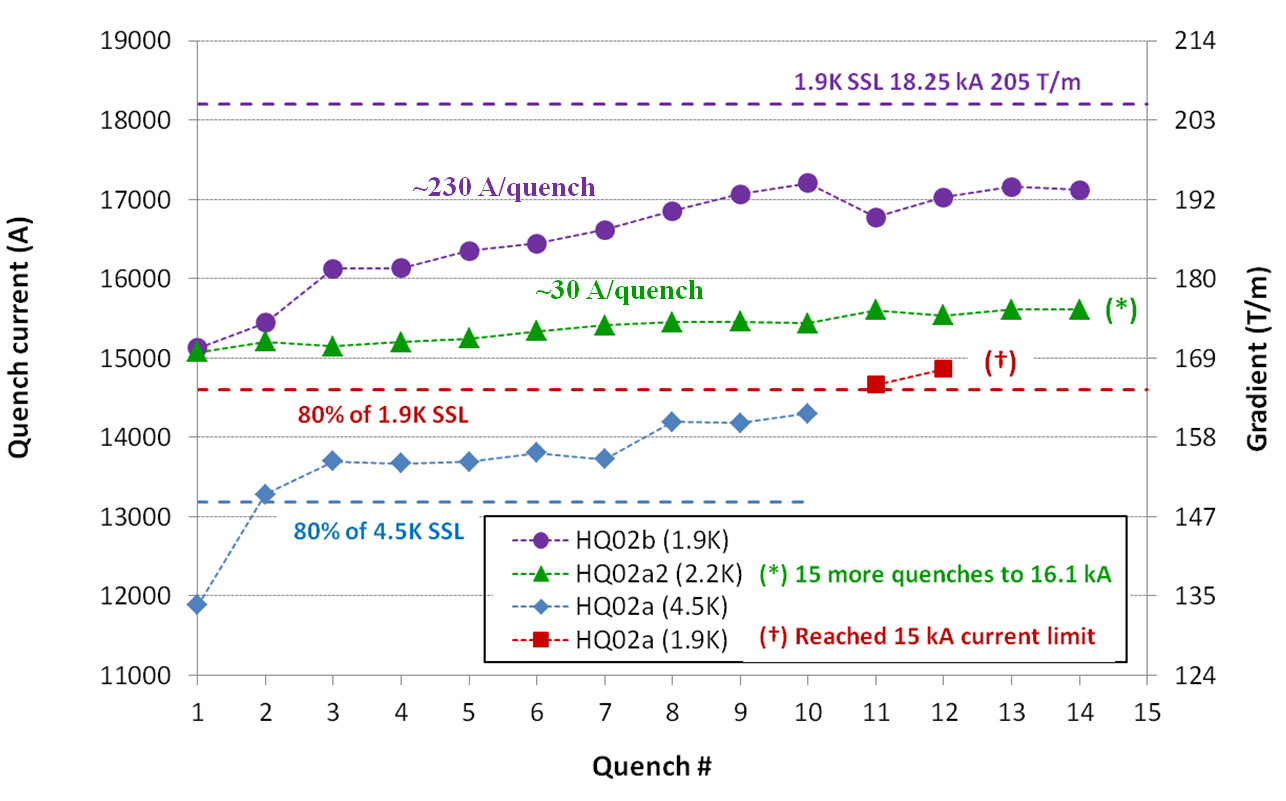 19000
18000
17000
16000
15000
14000
13000
12000
11000
Quench current (A)
214
203
192
180
169
158
147
135
124
Gradient (T/m)
1.9K SSL 18.25 kA 205 T/m
~230 A/quench
~30 A/quench
(*)
(†)
80% of 1.9K SSL
80% of 4.5K SSL
HQ02b (1.9K)
HQ02a2 (2.2K) (*) 15 more quenches to 16.1 kA
HQ02a (4.5K)
HQ02a (1.9K) (†) Reached 15 kA current limit
1 2 3 4 5 6 7 8 9 10 11 12 13 14 15
Quench #